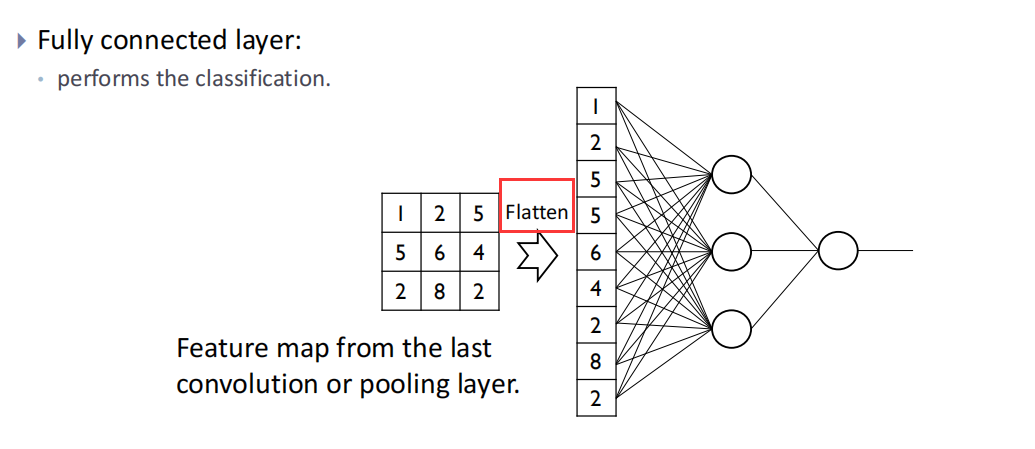 Fully connected layer:
• performs the classification.
1 2 5
5 6 4
2 8 2
Flatten
1
2
5
5
6
4
2
8
2
Feature map from the last
convolution or pooling layer.